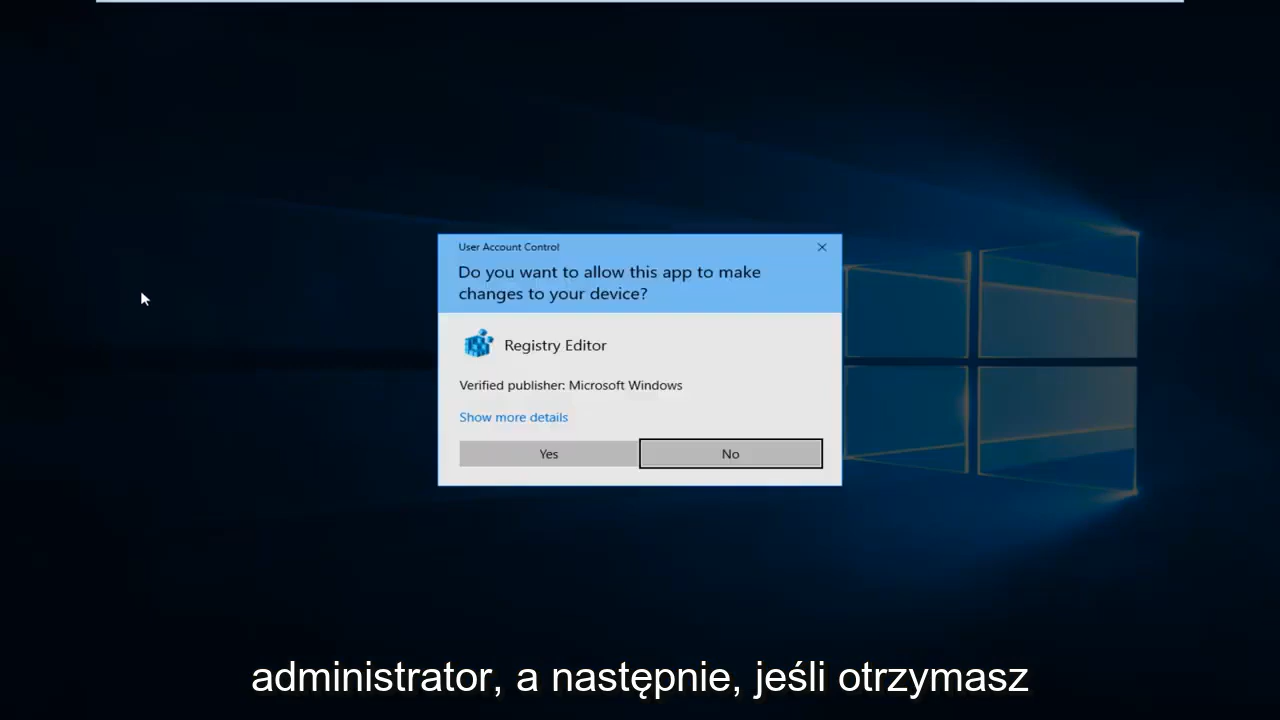 User Account Control
Do you want to allow this app to make
changes to your device?
Registry Editor
Verified publisher: Microsoft Windows
Show more details
Yes
No
administrator, a następnie, jeśli otrzymasz